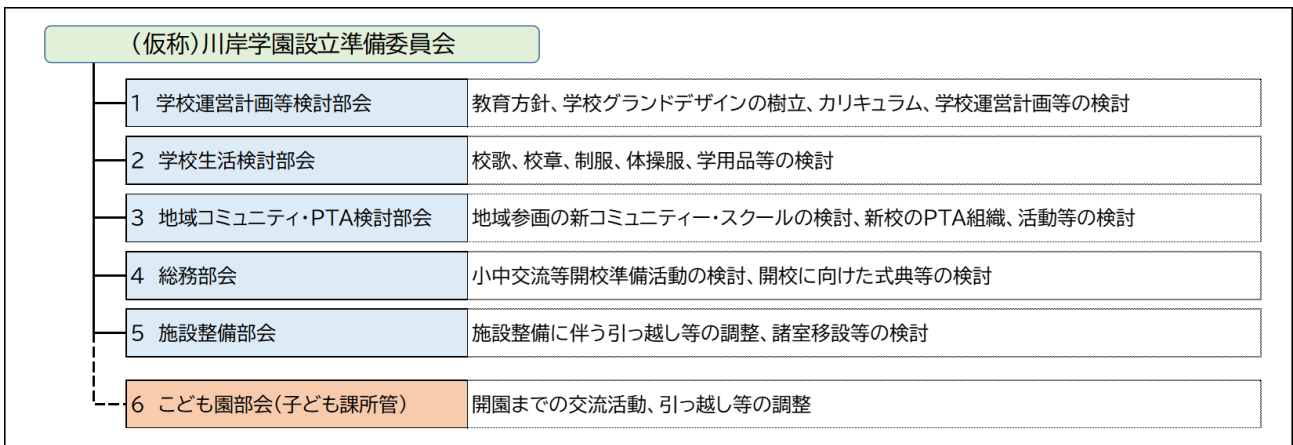 （仮称）川岸学園設立準備委員会
1 学校運営計画等検討部会 教育方針、学校グランドデザインの樹立、カリキュラム、学校運営計画等の検討
2 学校生活検討部会 校歌、校章、制服、体操服、学用品等の検討
3 地域コミュニティ・PTA検討部会 地域参画の新コミュニティー・スクールの検討、新校のPTA組織、活動等の検討
4 総務部会 小中交流等開校準備活動の検討、開校に向けた式典等の検討
5 施設整備部会 施設整備に伴う引っ越し等の調整、諸室移設等の検討
6 こども園部会（子ども課所管） 開園までの交流活動、引っ越し等の調整